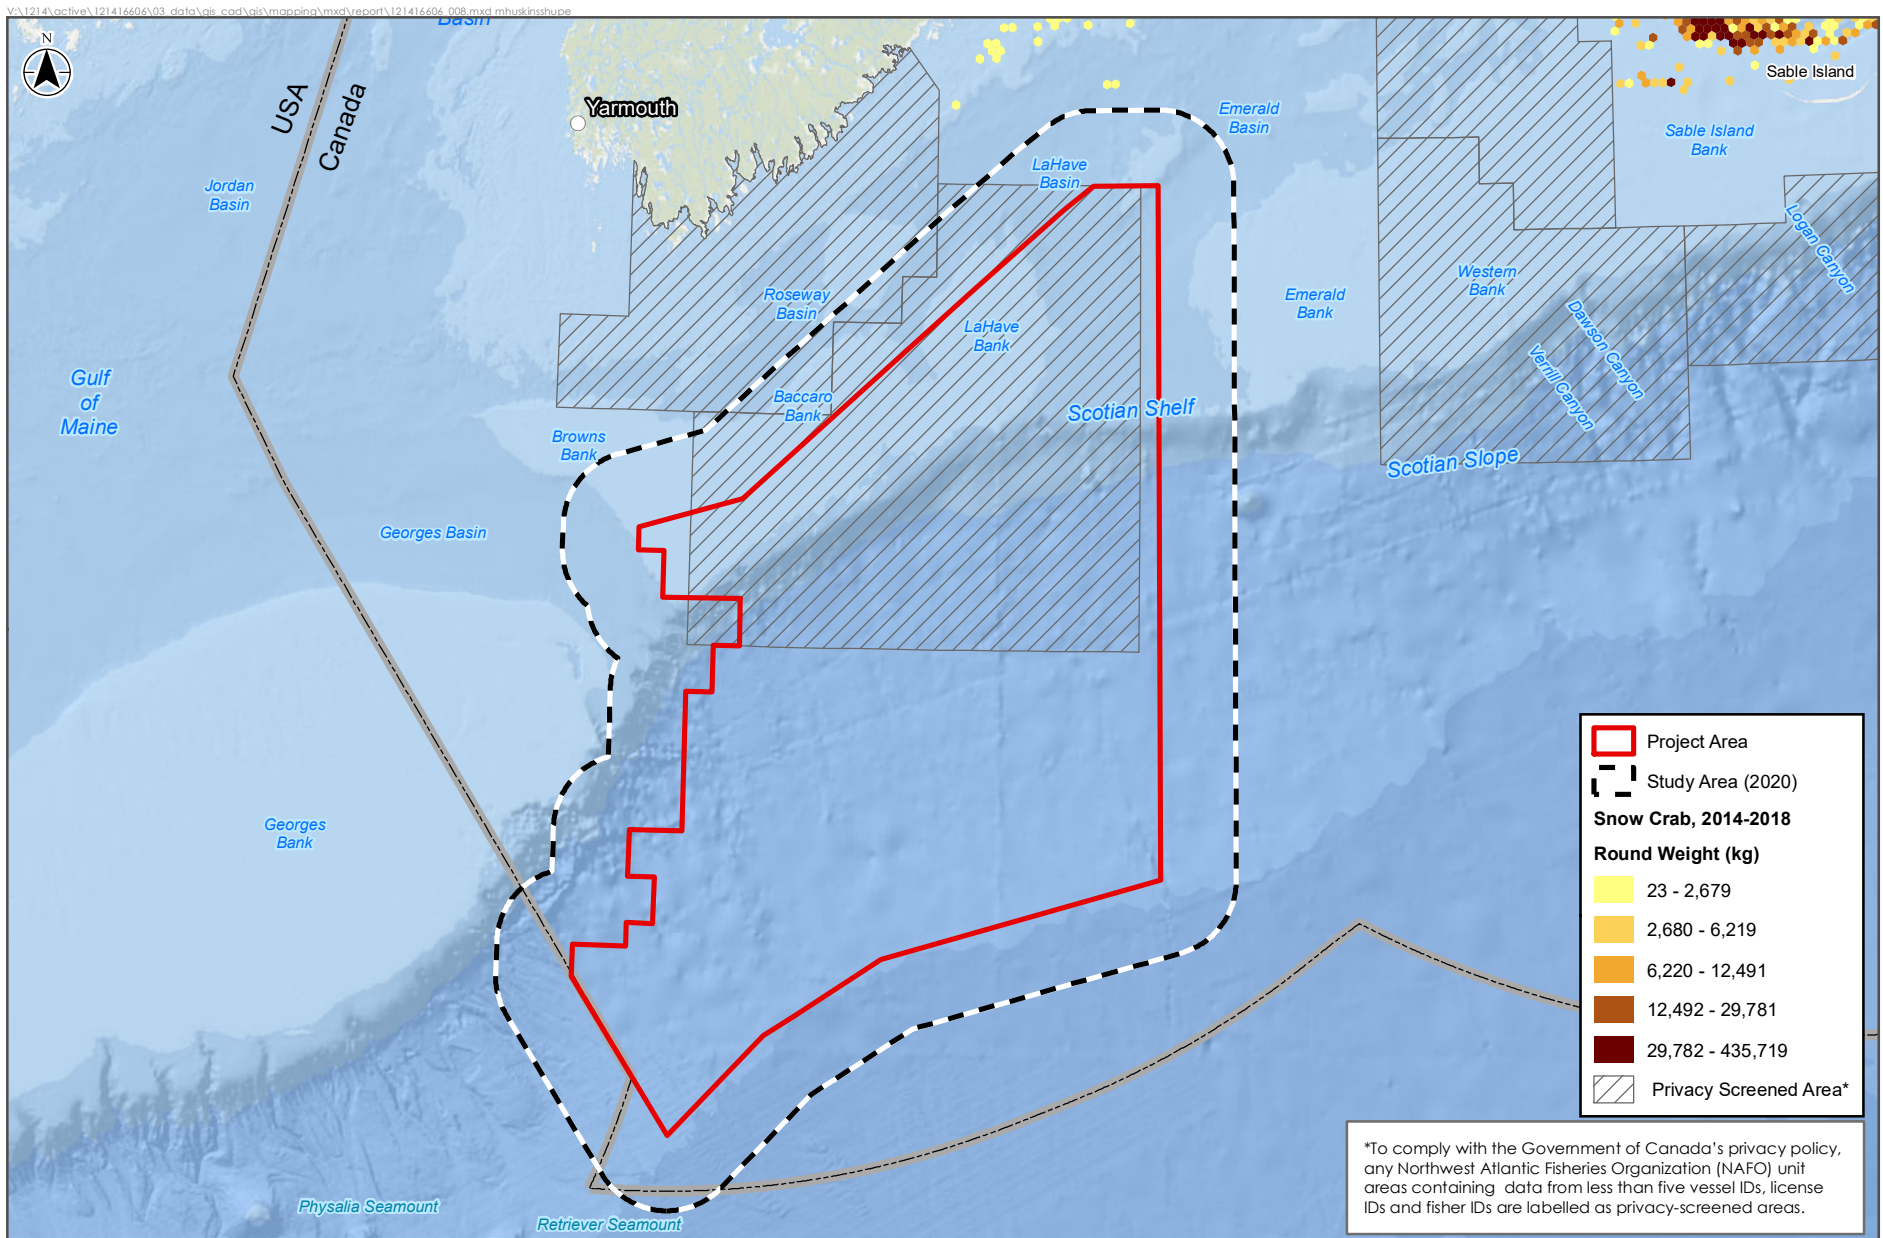 V:\1214\active\121416606\03_data\gis_cad\gis\mapping\mxd\report\121416606_008.mxd mhuskinsshupe
Basin
N
USA
Canada
Yarmouth
Sable Island
Emerald
Basin
Sable Island
Bank
LaHave
Basin
Jordan
Basin
Logan Canyon
Western
Bank
Roseway
Basin
Emerald
Bank
LaHave
Bank
Dawson Canyon
Verrill Canyon
Gulf
of
Maine
Baccaro
Bank
Scotian Shelf
Browns
Bank
Scotian Slope
Georges Basin
Georges
Bank
Physalia Seamount
Retriever Seamount
Project Area
Study Area (2020)
Snow Crab, 2014-2018
Round Weight (kg)
23 - 2,679
2,680 - 6,219
6,220 - 12,491
12,492 - 29,781
29,782 - 435,719
Privacy Screened Area*
*To comply with the Government of Canada's privacy policy,
any Northwest Atlantic Fisheries Organization (NAFO) unit
areas containing data from less than five vessel IDs, license
IDs and fisher IDs are labelled as privacy-screened areas.